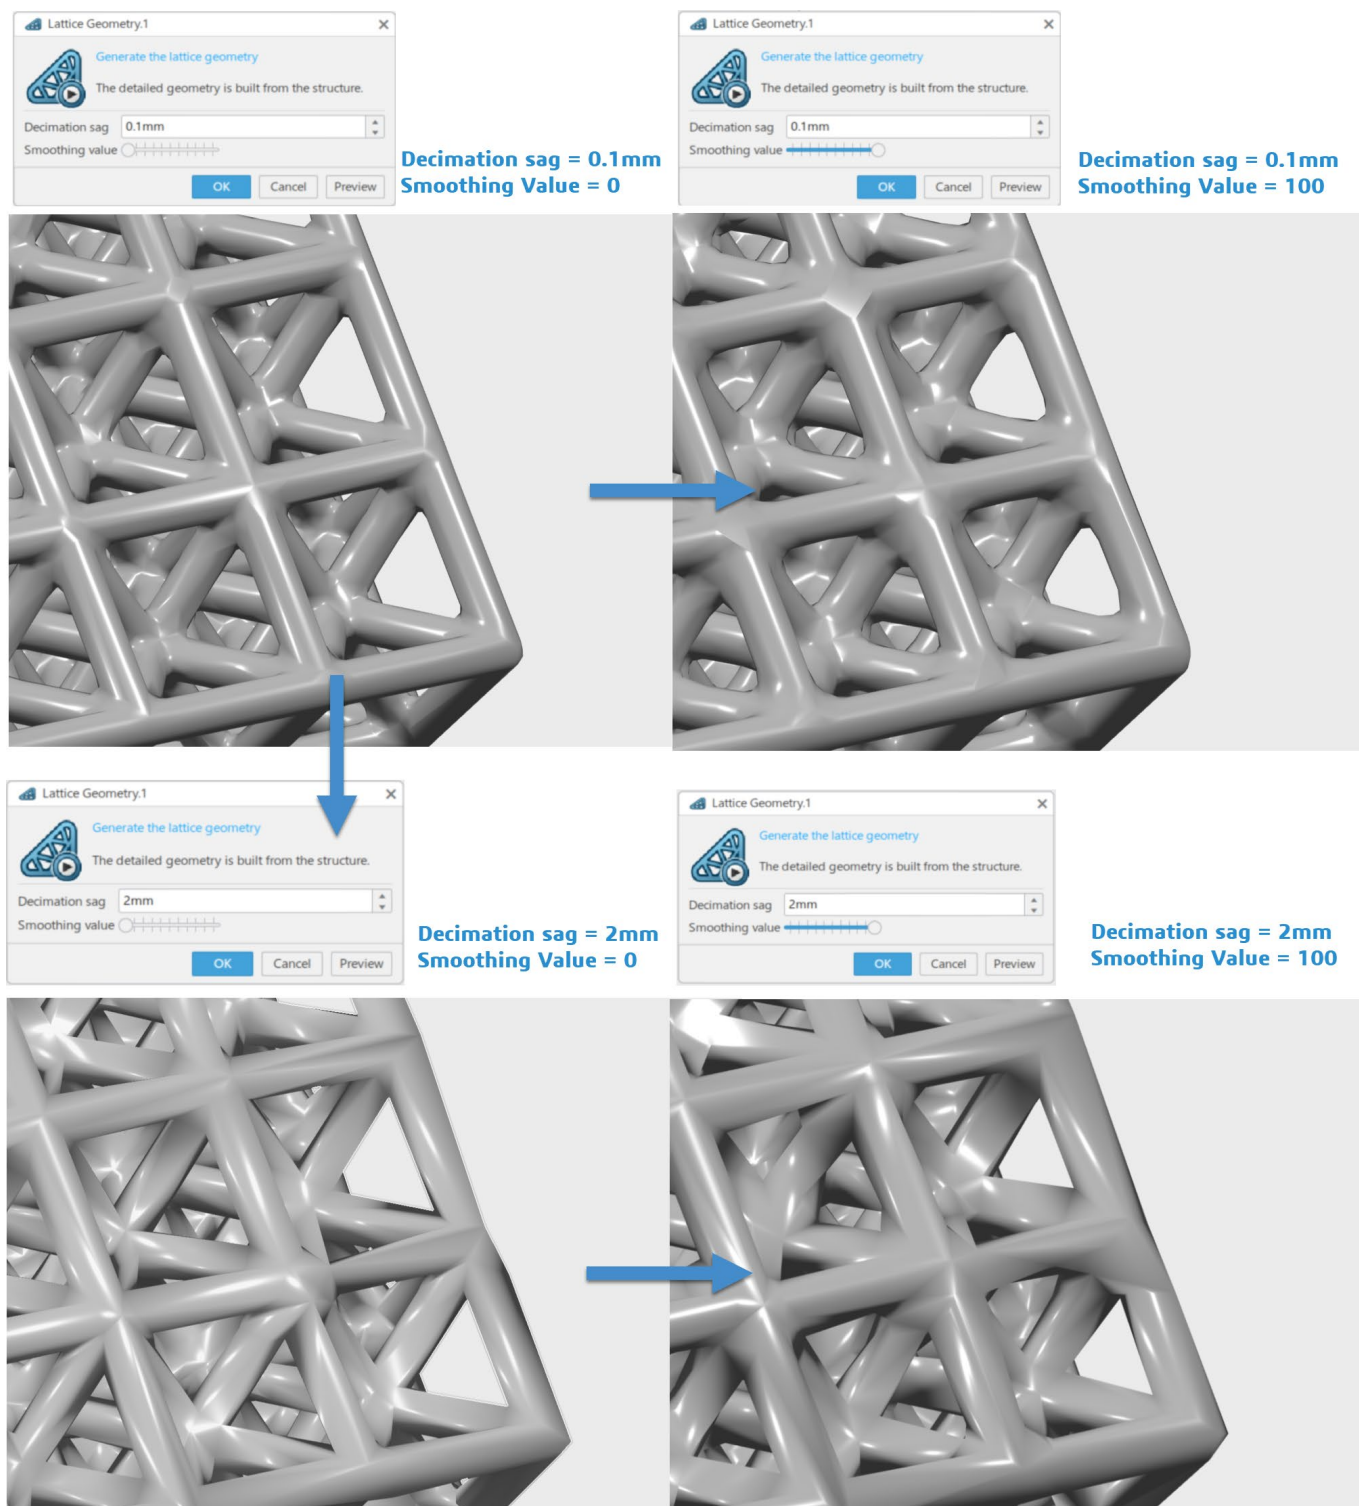 Lattice Geometry.1
Generate the lattice geometry
The detailed geometry is built from the structure.
Decimation sag 0.1mm
Smoothing value
OK Cancel Preview
Decimation sag = 0.1mm
Smoothing Value = 0
Lattice Geometry.1
Generate the lattice geometry
The detailed geometry is built from the structure.
Decimation sag 0.1mm
Smoothing value
OK Cancel Preview
Decimation sag = 0.1mm
Smoothing Value = 100
Lattice Geometry.1
Generate the lattice geometry
The detailed geometry is built from the structure.
Decimation sag 2mm
Smoothing value
OK Cancel Preview
Decimation sag = 2mm
Smoothing Value = 0
Lattice Geometry.1
Generate the lattice geometry
The detailed geometry is built from the structure.
Decimation sag 2mm
Smoothing value
OK Cancel Preview
Decimation sag = 2mm
Smoothing Value = 100